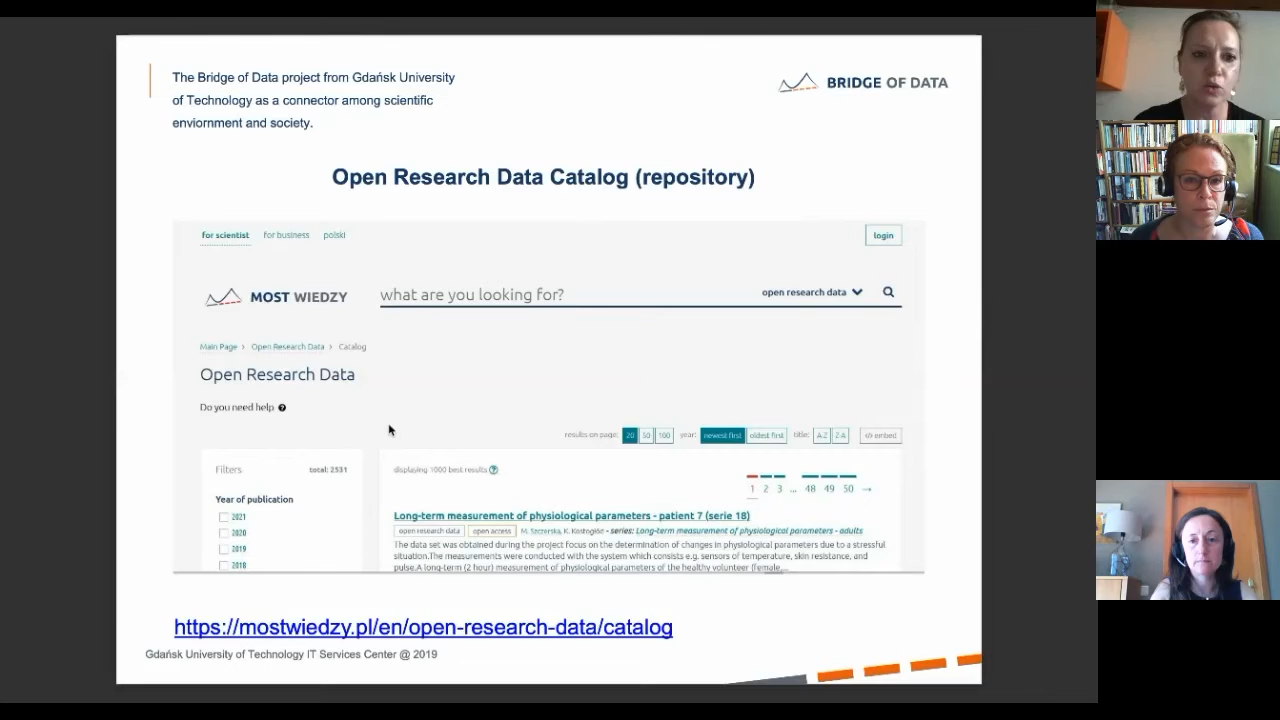 The Bridge of Data project from Gdańsk University
of Technology as a connector among scientific
enviornment and society.
BRIDGE OF DATA
Open Research Data Catalog (repository)
for scientist for business polski login
MOST WIEDZY what are you looking for? open research data
Main Page > Open Research Data > Catalog
Open Research Data
Do you need help
results on page: 20 50 100 year: newest first oldest first title: A-Z Z-A embed
Filters total: 2531
displaying 1000 best results
1 2 3 ... 48 49 50 →
Year of publication
2021
2020
2019
2018
Long-term measurement of physiological parameters - patient 7 (serie 18)
open research data open access M. Szczerska, K. Kostogióc - series: Long-term measurement of physiological parameters - adults
The data set was obtained during the project focus on the determination of changes in physiological parameters due to a stressful
situation.The measurements were conducted with the system which consists e.g. sensors of temperature, skin resistance, and
pulse.A long-term (2 hour) measurement of physiological parameters of the healthy volunteer (female,...
https://mostwiedzy.pl/en/open-research-data/catalog
Gdańsk University of Technology IT Services Center @ 2019